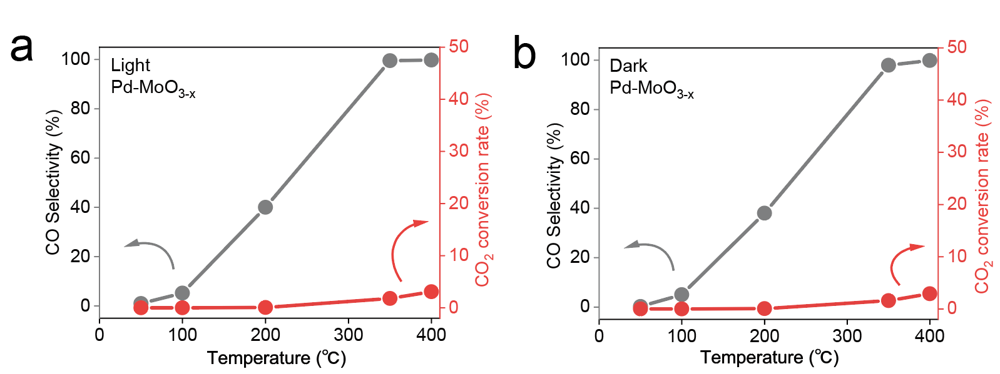 a
Light
Pd-MoO3-x
CO Selectivity (%)
100
80
60
40
20
0
50
40
30
20
10
0
CO2 conversion rate (%)
0 100 200 300 400
Temperature (℃)
b
Dark
Pd-MoO3-x
CO Selectivity (%)
100
80
60
40
20
0
50
40
30
20
10
0
CO2 conversion rate (%)
0 100 200 300 400
Temperature (℃)